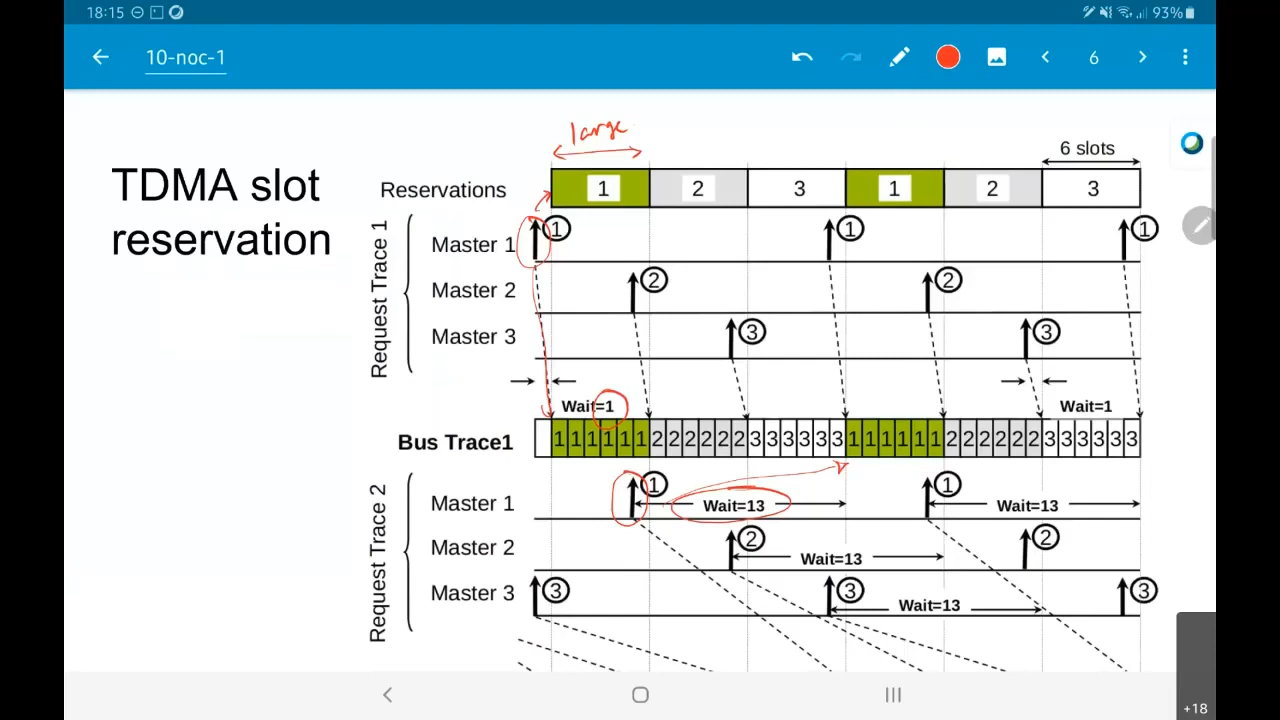 18:15 93%
10-noc-1 6
large
TDMA slot
reservation
6 slots
Reservations 1 2 3 1 2 3
Request Trace 1
Master 1 1 1 1
Master 2 2 2
Master 3 3 3
Wait=1 Wait=1
Bus Trace1 1 1 1 1 1 1 2 2 2 2 2 2 3 3 3 3 3 3 1 1 1 1 1 1 2 2 2 2 2 2 3 3 3 3 3 3
Request Trace 2
Master 1 1 Wait=13 1 Wait=13
Master 2 2 Wait=13 2
Master 3 3 3 Wait=13 3
+18